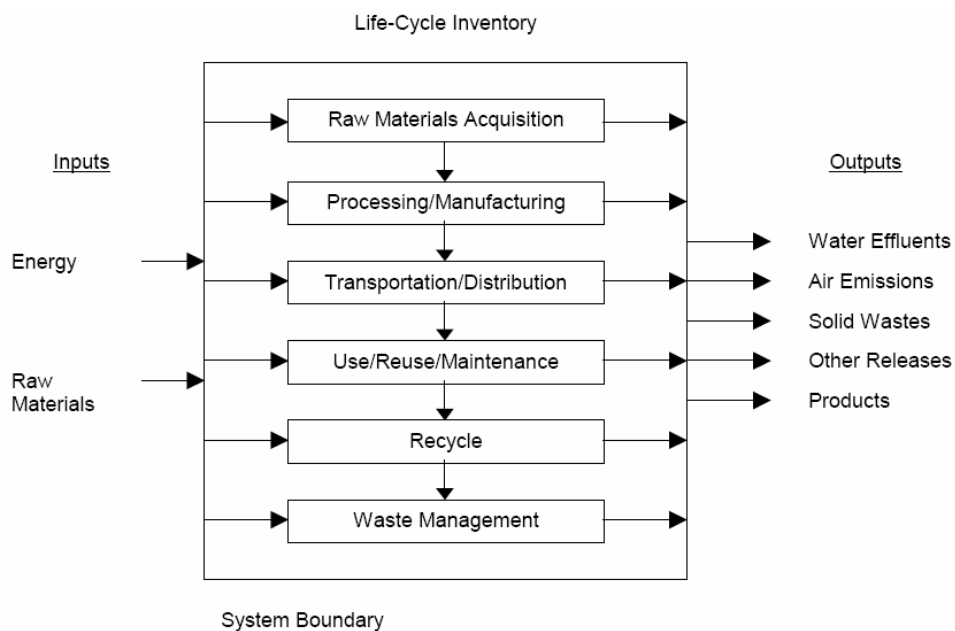 Life-Cycle Inventory
Inputs
Energy
Raw
Materials
Raw Materials Acquisition
Processing/Manufacturing
Transportation/Distribution
Use/Reuse/Maintenance
Recycle
Waste Management
Outputs
Water Effluents
Air Emissions
Solid Wastes
Other Releases
Products
System Boundary